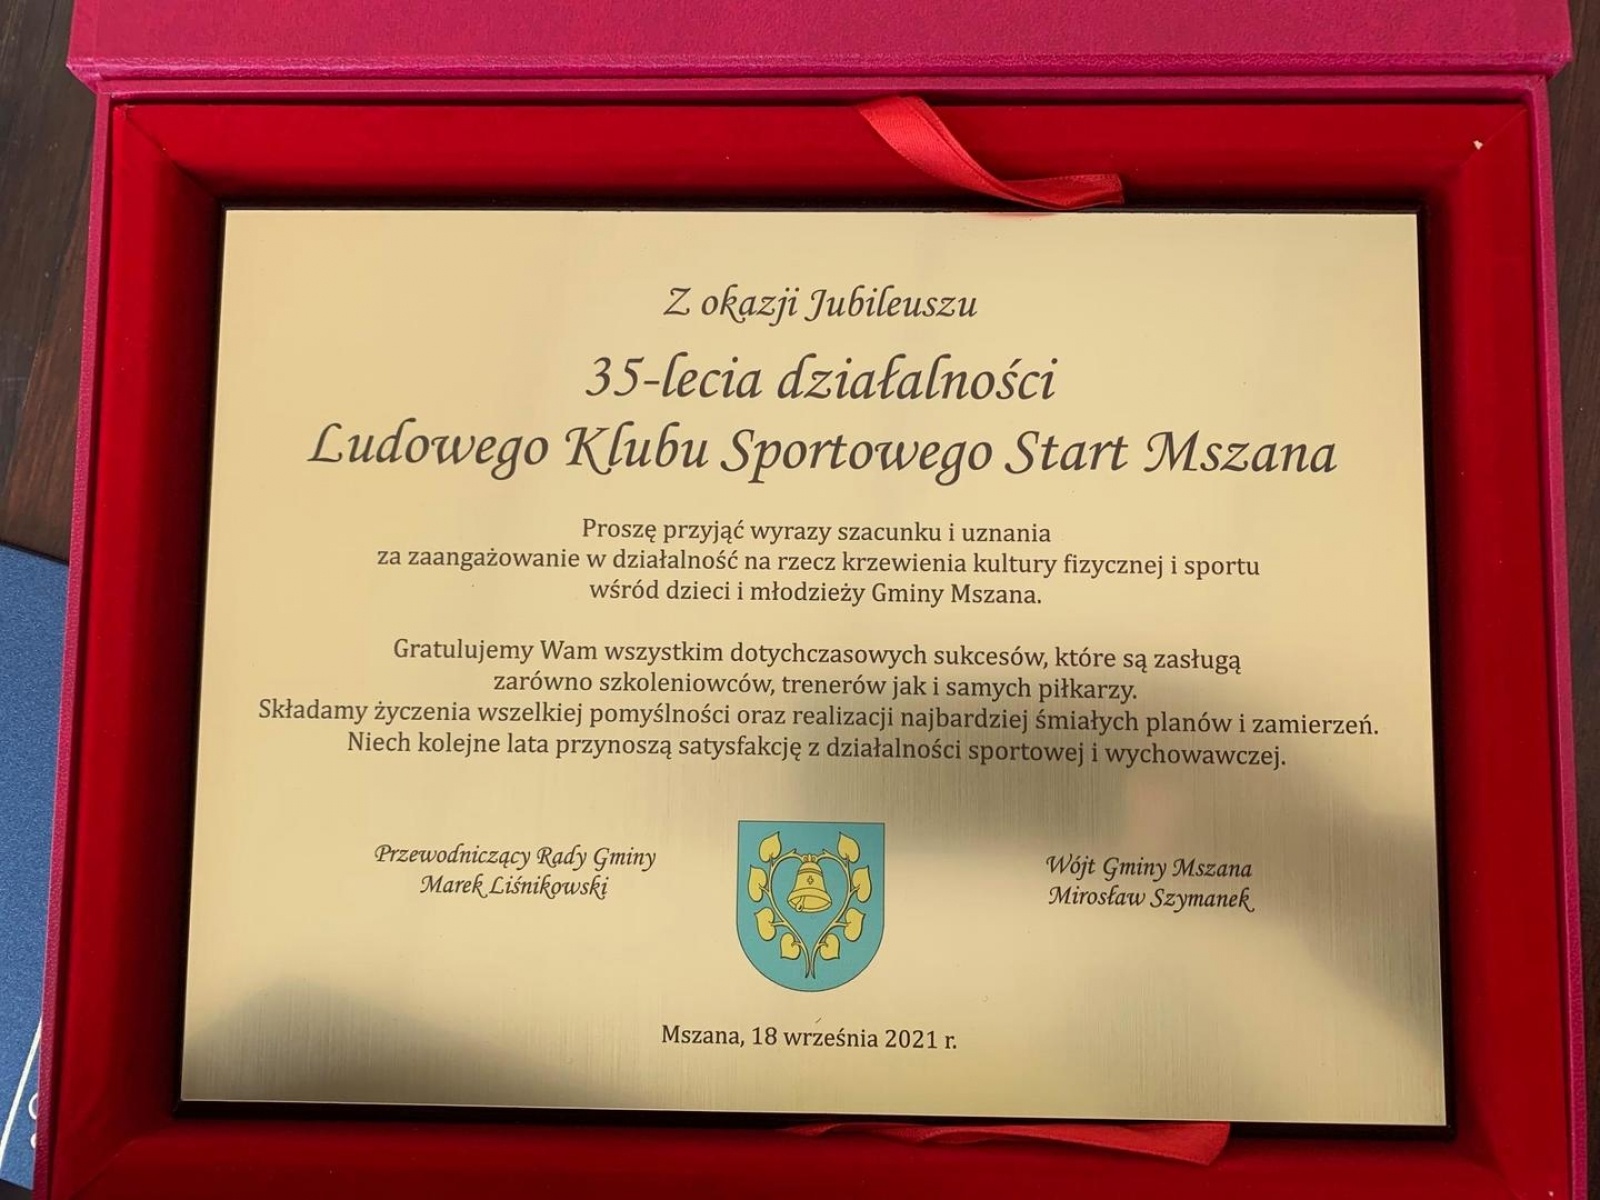 Z okazji Jubileuszu
35-lecia działalności
Ludowego Klubu Sportowego Start Mszana
Proszę przyjąć wyrazy szacunku i uznania
za zaangażowanie w działalność na rzecz krzewienia kultury fizycznej i sportu
wśród dzieci i młodzieży Gminy Mszana.
Gratulujemy Wam wszystkim dotychczasowych sukcesów, które są zasługą
zarówno szkoleniowców, trenerów jak i samych piłkarzy.
Składamy życzenia wszelkiej pomyślności oraz realizacji najbardziej śmiałych planów i zamierzeń.
Niech kolejne lata przynoszą satysfakcję z działalności sportowej i wychowawczej.
Przewodniczący Rady Gminy
Marek Liśnikowski
Wójt Gminy Mszana
Mirosław Szymanek
Mszana, 18 września 2021 r.